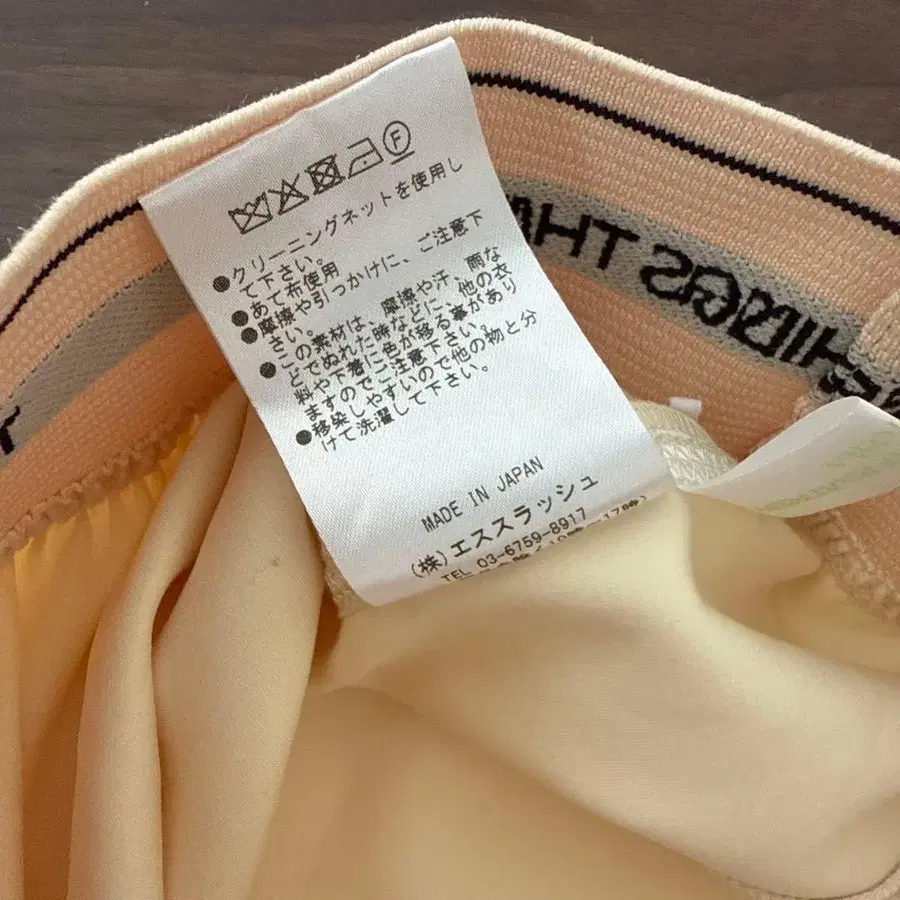 F
クリーニングネットを使用し
て下さい。
●あて布使用
●摩擦や引っかけに、ご注意下
さい。
●この素材は、摩擦や汗、雨な
どでぬれた時などに、他の衣
料や下着に色が移る事があり
ますのでご注意下さい。
●移染しやすいので他の物と分
けて洗濯して下さい。
MADE IN JAPAN
(株)エススラッシュ
TEL 03-6759-8917